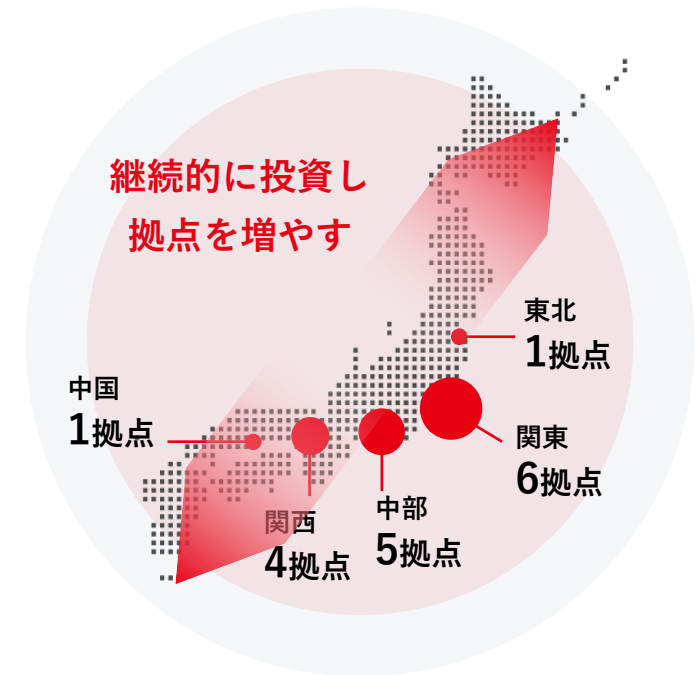 継続的に投資し
拠点を増やす
東北
1拠点
中国
1拠点
関東
6拠点
中部
5拠点
関西
4拠点